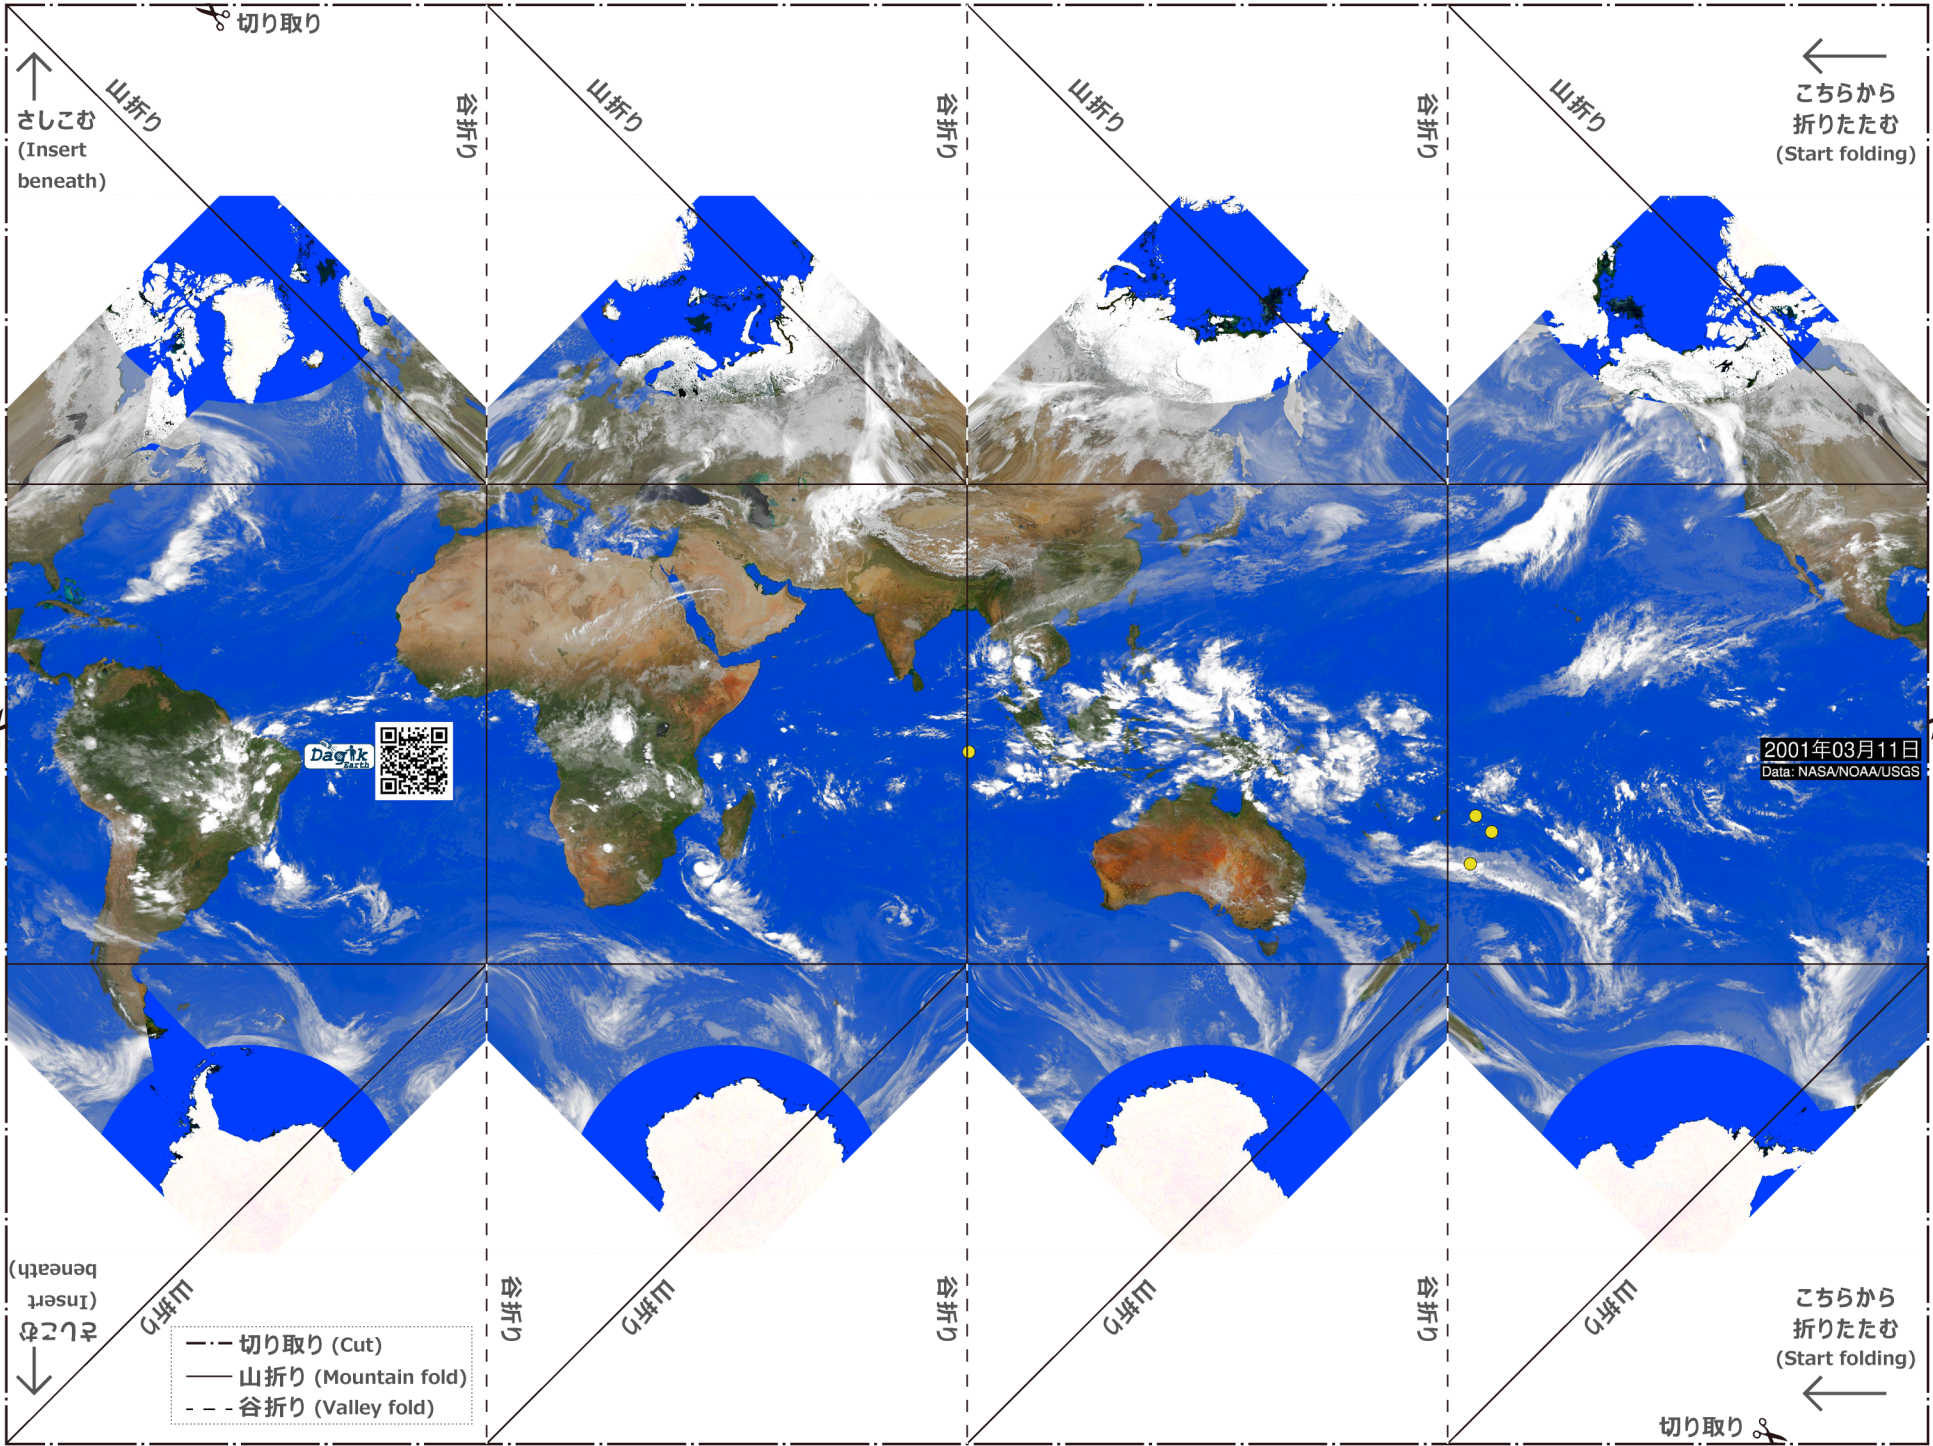 切り取り
さしこむ
(Insert
beneath)
山折り
谷折り
山折り
谷折り
山折り
谷折り
山折り
こちらから
折りたたむ
(Start folding)
Dagik
Earth
2001年03月11日
Data: NASA/NOAA/USGS
さしこむ
(Insert
beneath)
山折り
谷折り
山折り
谷折り
山折り
谷折り
山折り
こちらから
折りたたむ
(Start folding)
切り取り (Cut)
山折り (Mountain fold)
谷折り (Valley fold)
切り取り